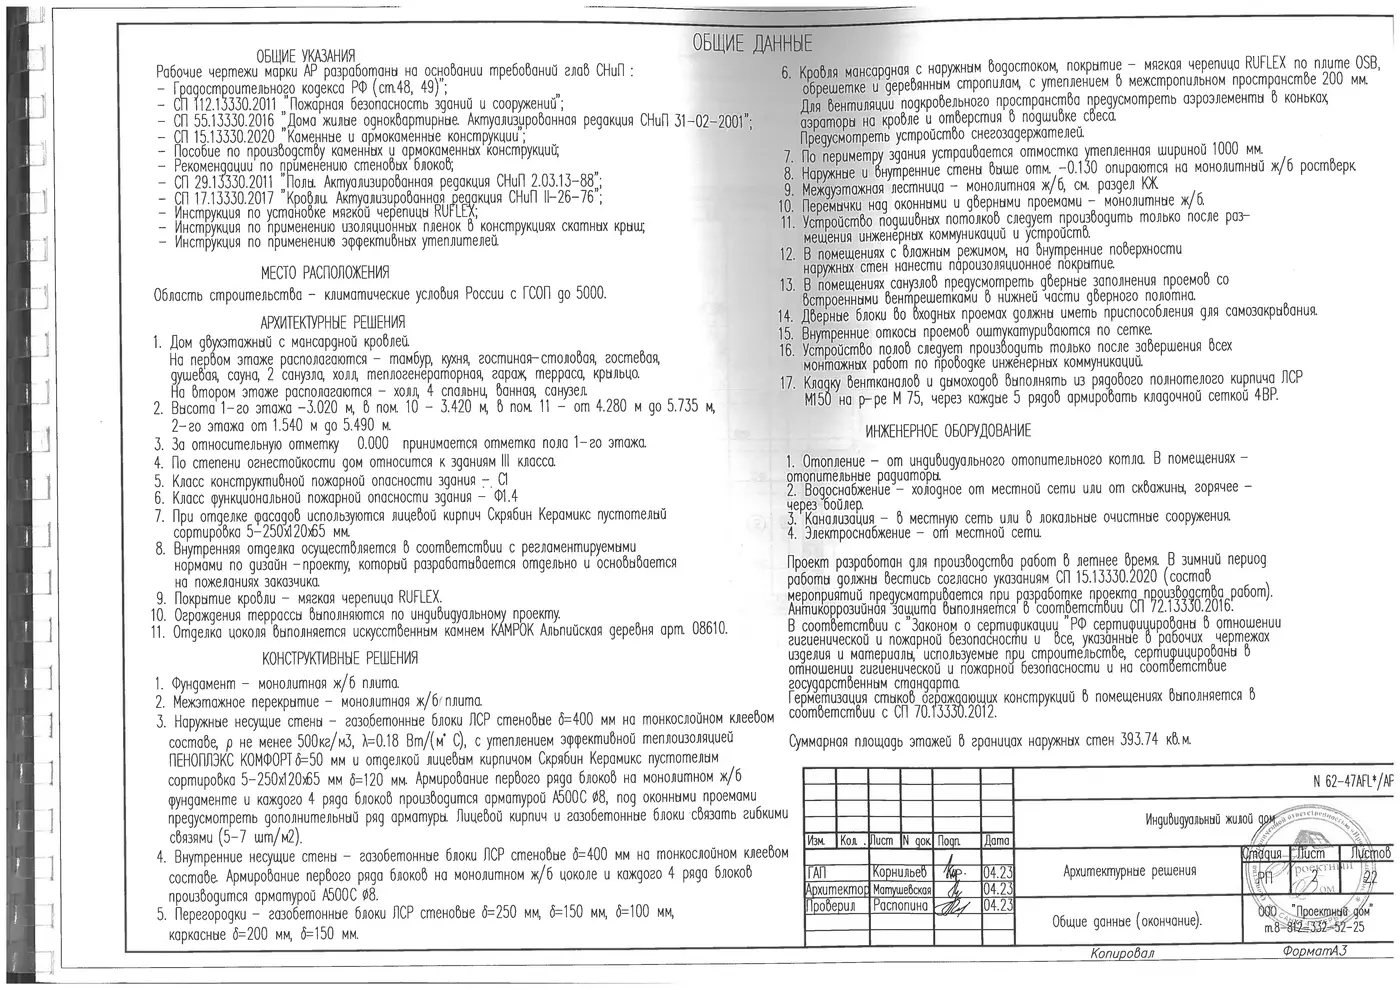 ОБЩИЕ ДАННЫЕ
ОБЩИЕ УКАЗАНИЯ
Рабочие чертежи марки АР разработаны на основании требований глав СНиП :
– Градостроительного кодекса РФ (ст.48, 49)";
– СП 112.13330.2011 "Пожарная безопасность зданий и сооружений";
– СП 55.13330.2016 "Дома жилые одноквартирные. Актуализированная редакция СНиП 31-02-2001";
– СП 15.13330.2020 "Каменные и армокаменные конструкции";
– Пособие по производству каменных и армокаменных конструкций;
– Рекомендации по применению стеновых блоков;
– СП 29.13330.2011 "Полы. Актуализированная редакция СНиП 2.03.13-88";
– СП 17.13330.2017 "Кровли. Актуализированная редакция СНиП II-26-76";
– Инструкция по установке мягкой черепицы RUFLEX;
– Инструкция по применению изоляционных пленок в конструкциях скатных крыш;
– Инструкция по применению эффективных утеплителей.
МЕСТО РАСПОЛОЖЕНИЯ
Область строительства – климатические условия России с ГСОП до 5000.
АРХИТЕКТУРНЫЕ РЕШЕНИЯ
1. Дом двухэтажный с мансардной кровлей.
На первом этаже располагаются – тамбур, кухня, гостиная-столовая, гостевая,
душевая, сауна, 2 санузла, холл, теплогенераторная, гараж, терраса, крыльцо.
На втором этаже располагаются – холл, 4 спальни, ванная, санузел.
2. Высота 1-го этажа -3.020 м, в пом. 10 - 3.420 м, в пом. 11 - от 4.280 м до 5.735 м,
2-го этажа от 1.540 м до 5.490 м.
3. За относительную отметку 0.000 принимается отметка пола 1-го этажа.
4. По степени огнестойкости дом относится к зданиям III класса.
5. Класс конструктивной пожарной опасности здания – С1
6. Класс функциональной пожарной опасности здания – Ф1.4
7. При отделке фасадов используются лицевой кирпич Скрябин Керамикс пустотелый
сортировка 5-250х120х65 мм.
8. Внутренняя отделка осуществляется в соответствии с регламентируемыми
нормами по дизайн –проекту, который разрабатывается отдельно и основывается
на пожеланиях заказчика.
9. Покрытие кровли – мягкая черепица RUFLEX.
10. Ограждения террассы выполняются по индивидуальному проекту.
11. Отделка цоколя выполняется искусственным камнем КАМРОК Альпийская деревня арт. 08610.
КОНСТРУКТИВНЫЕ РЕШЕНИЯ
1. Фундамент – монолитная ж/б плита.
2. Межэтажное перекрытие – монолитная ж/б плита.
3. Наружные несущие стены – газобетонные блоки ЛСР стеновые δ=400 мм на тонкослойном клеевом
составе, ρ не менее 500кг/м3, λ=0.18 Вт/(м° С), с утеплением эффективной теплоизоляцией
ПЕНОПЛЭКС КОМФОРТ δ=50 мм и отделкой лицевым кирпичом Скрябин Керамикс пустотелым
сортировка 5-250х120х65 мм δ=120 мм. Армирование первого ряда блоков на монолитном ж/б
фундаменте и каждого 4 ряда блоков производится арматурой А500С ø8, под оконными проемами
предусмотреть дополнительный ряд арматуры. Лицевой кирпич и газобетонные блоки связать гибкими
связями (5-7 шт/м2).
4. Внутренние несущие стены – газобетонные блоки ЛСР стеновые δ=400 мм на тонкослойном клеевом
составе. Армирование первого ряда блоков на монолитном ж/б цоколе и каждого 4 ряда блоков
производится арматурой А500С ø8.
5. Перегородки – газобетонные блоки ЛСР стеновые δ=250 мм, δ=150 мм, δ=100 мм,
каркасные δ=200 мм, δ=150 мм.
6. Кровля мансардная с наружным водостоком, покрытие – мягкая черепица RUFLEX по плите OSB,
обрешетке и деревянным стропилам, с утеплением в межстропильном пространстве 200 мм.
Для вентиляции подкровельного пространства предусмотреть аэроэлементы в коньках,
аэраторы на кровле и отверстия в подшивке свеса.
Предусмотреть устройство снегозадержателей.
7. По периметру здания устраивается отмостка утепленная шириной 1000 мм.
8. Наружные и внутренние стены выше отм. -0.130 опираются на монолитный ж/б ростверк.
9. Междуэтажная лестница – монолитная ж/б, см. раздел КЖ.
10. Перемычки над оконными и дверными проемами – монолитные ж/б.
11. Устройство подшивных потолков следует производить только после раз-
мещения инженерных коммуникаций и устройств.
12. В помещениях с влажным режимом, на внутренние поверхности
наружных стен нанести пароизоляционное покрытие.
13. В помещениях санузлов предусмотреть дверные заполнения проемов со
встроенными вентрешетками в нижней части дверного полотна.
14. Дверные блоки во входных проемах должны иметь приспособления для самозакрывания.
15. Внутренние откосы проемов оштукатуриваются по сетке.
16. Устройство полов следует производить только после завершения всех
монтажных работ по проводке инженерных коммуникаций.
17. Кладку вентканалов и дымоходов выполнять из рядового полнотелого кирпича ЛСР
М150 на р-ре М 75, через каждые 5 рядов армировать кладочной сеткой 4ВР.
ИНЖЕНЕРНОЕ ОБОРУДОВАНИЕ
1. Отопление – от индивидуального отопительного котла. В помещениях –
отопительные радиаторы.
2. Водоснабжение – холодное от местной сети или от скважины, горячее –
через бойлер.
3. Канализация – в местную сеть или в локальные очистные сооружения.
4. Электроснабжение – от местной сети.
Проект разработан для производства работ в летнее время. В зимний период
работы должны вестись согласно указаниям СП 15.13330.2020 (состав
мероприятий предусматривается при разработке проекта производства работ).
Антикоррозийная защита выполняется в соответствии СП 72.13330.2016.
В соответствии с "Законом о сертификации "РФ сертифицированы в отношении
гигиенической и пожарной безопасности и все, указанные в рабочих чертежах
изделия и материалы, используемые при строительстве, сертифицированы в
отношении гигиенической и пожарной безопасности и на соответствие
государственным стандарта.
Герметизация стыков ограждающих конструкций в помещениях выполняется в
соответствии с СП 70.13330.2012.
Суммарная площадь этажей в границах наружных стен 393.74 кв.м.
N 62-47AFL*/АР
Индивидуальный жилой дом
Изм. Кол. Лист N док Подп. Дата
ГАП Корнильев 04.23
Архитектор Матушевская 04.23
Проверил Распопина 04.23
Архитектурные решения
Стадия Лист Листов
РП 2 22
Общие данные (окончание).
ООО "Проектный дом"
т.8-812-332-52-25
Копировал
Формат А3